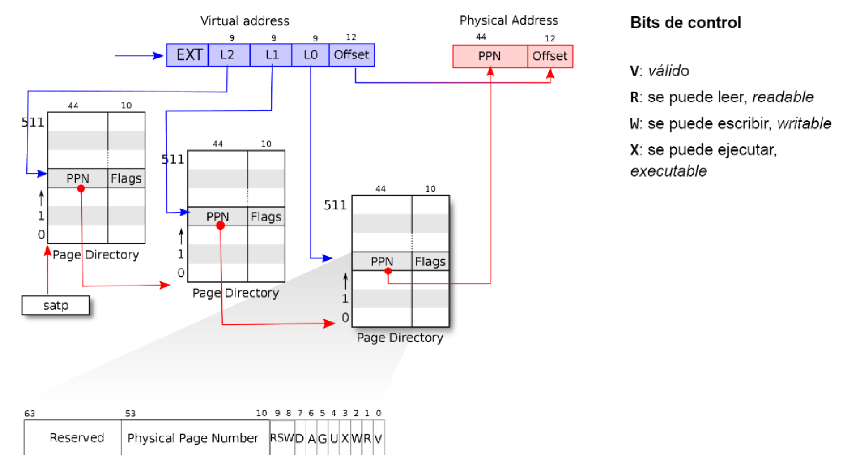 Virtual address
9 9 9 12
EXT L2 L1 L0 Offset
Physical Address
44 12
PPN Offset
Bits de control
V: válido
R: se puede leer, readable
W: se puede escribir, writable
X: se puede ejecutar,
executable
44 10
511
PPN Flags
1
0
Page Directory
satp
44 10
511
PPN Flags
1
0
Page Directory
44 10
511
PPN Flags
1
0
Page Directory
63 53 10 9 8 7 6 5 4 3 2 1 0
Reserved Physical Page Number RSW D A G U X W R V